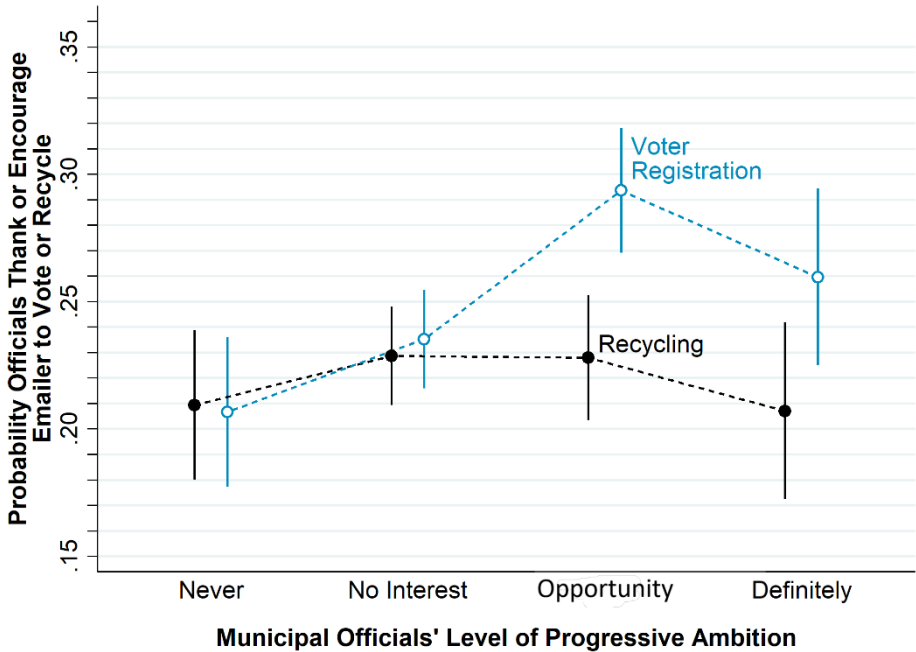 Probability Officials Thank or Encourage
Emailer to Vote or Recycle
.35
.30
.25
.20
.15
Voter
Registration
Recycling
Never
No Interest
Opportunity
Definitely
Municipal Officials' Level of Progressive Ambition